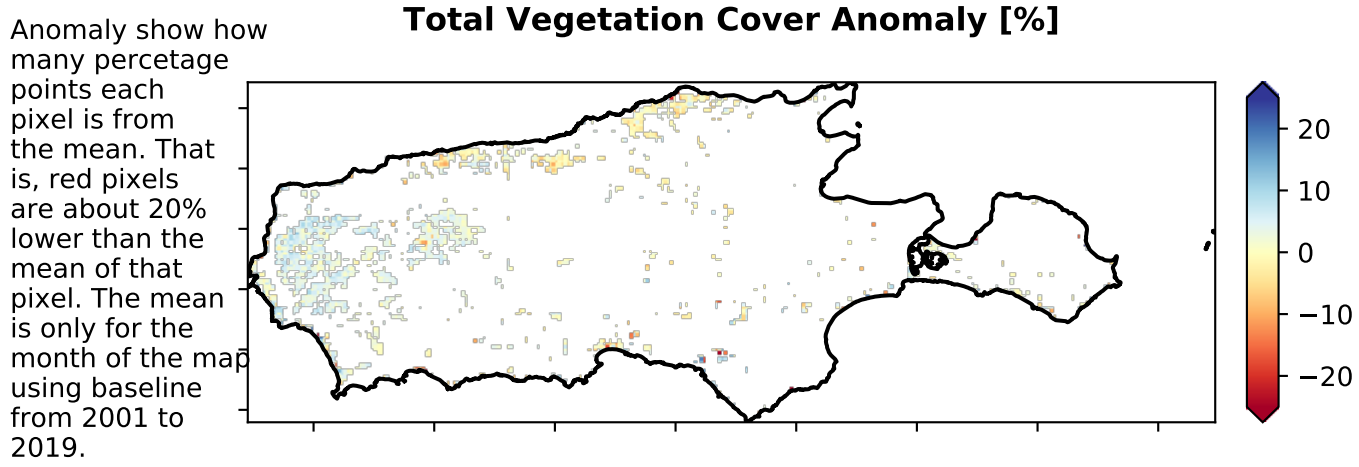 Total Vegetation Cover Anomaly [%]
Anomaly show how
many percetage
points each
pixel is from
the mean. That
is, red pixels
are about 20%
lower than the
mean of that
pixel. The mean
is only for the
month of the map
using baseline
from 2001 to
2019.
20
10
0
−10
−20